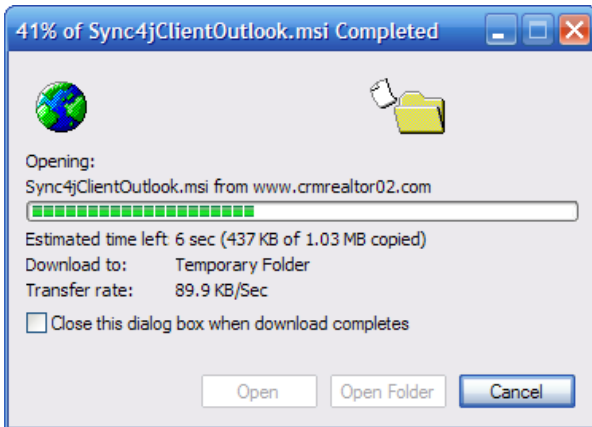 41% of Sync4jClientOutlook.msi Completed
Opening:
Sync4jClientOutlook.msi from www.crmrealtor02.com
Estimated time left 6 sec (437 KB of 1.03 MB copied)
Download to: Temporary Folder
Transfer rate: 89.9 KB/Sec
Close this dialog box when download completes
Open Open Folder Cancel